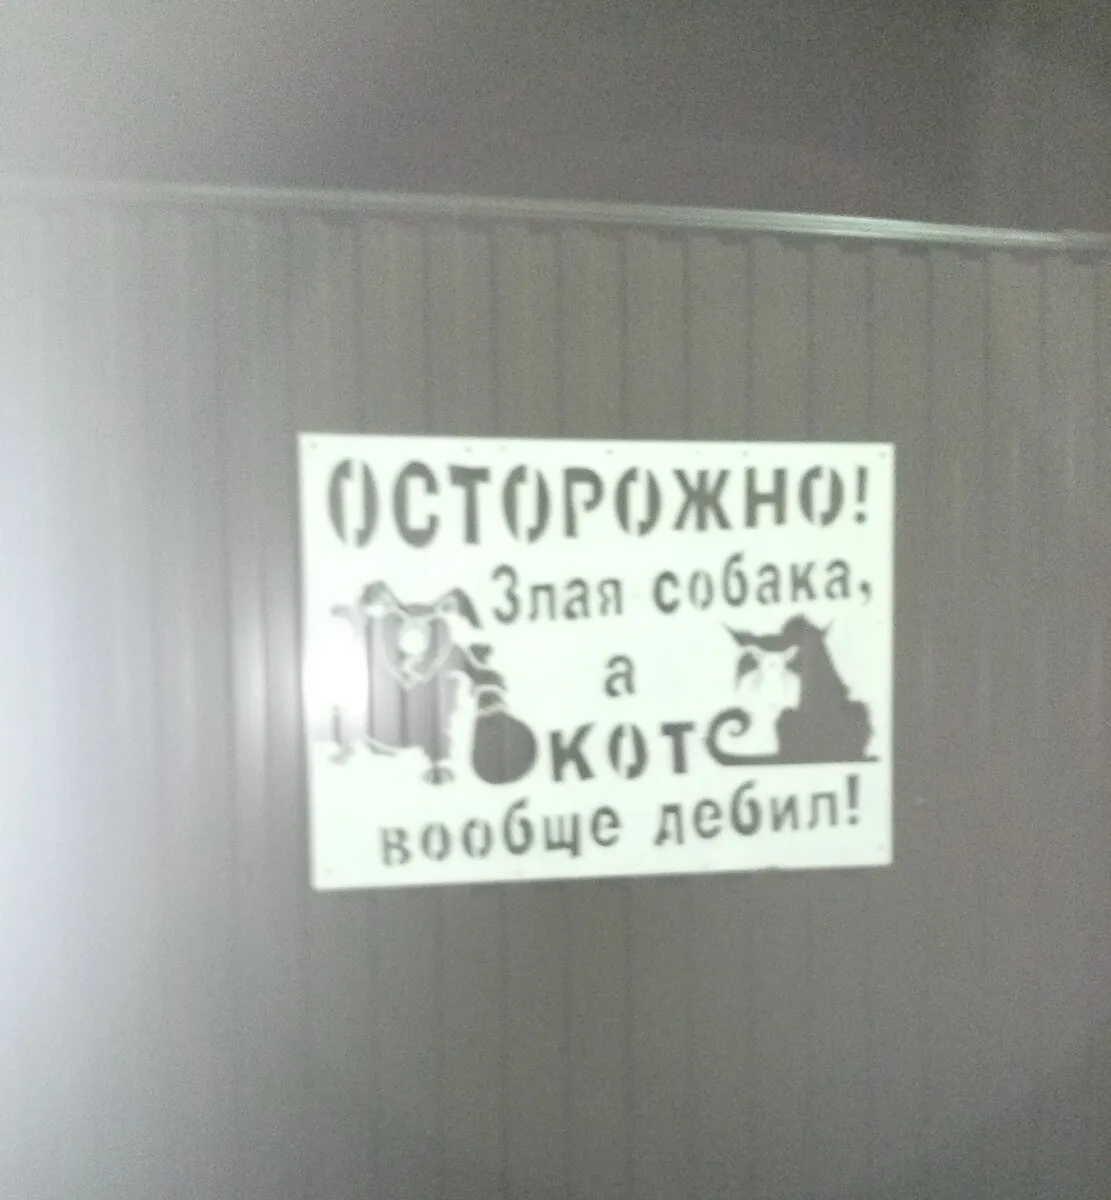 ОСТОРОЖНО!
Злая собака,
а
кот
вообще дебил!